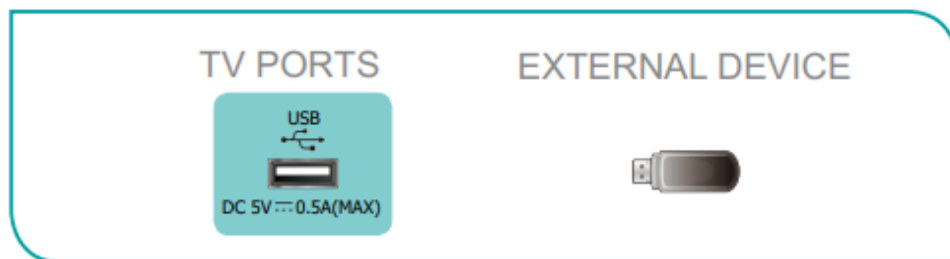 TV PORTS
EXTERNAL DEVICE
USB
DC 5V⎓0.5A(MAX)